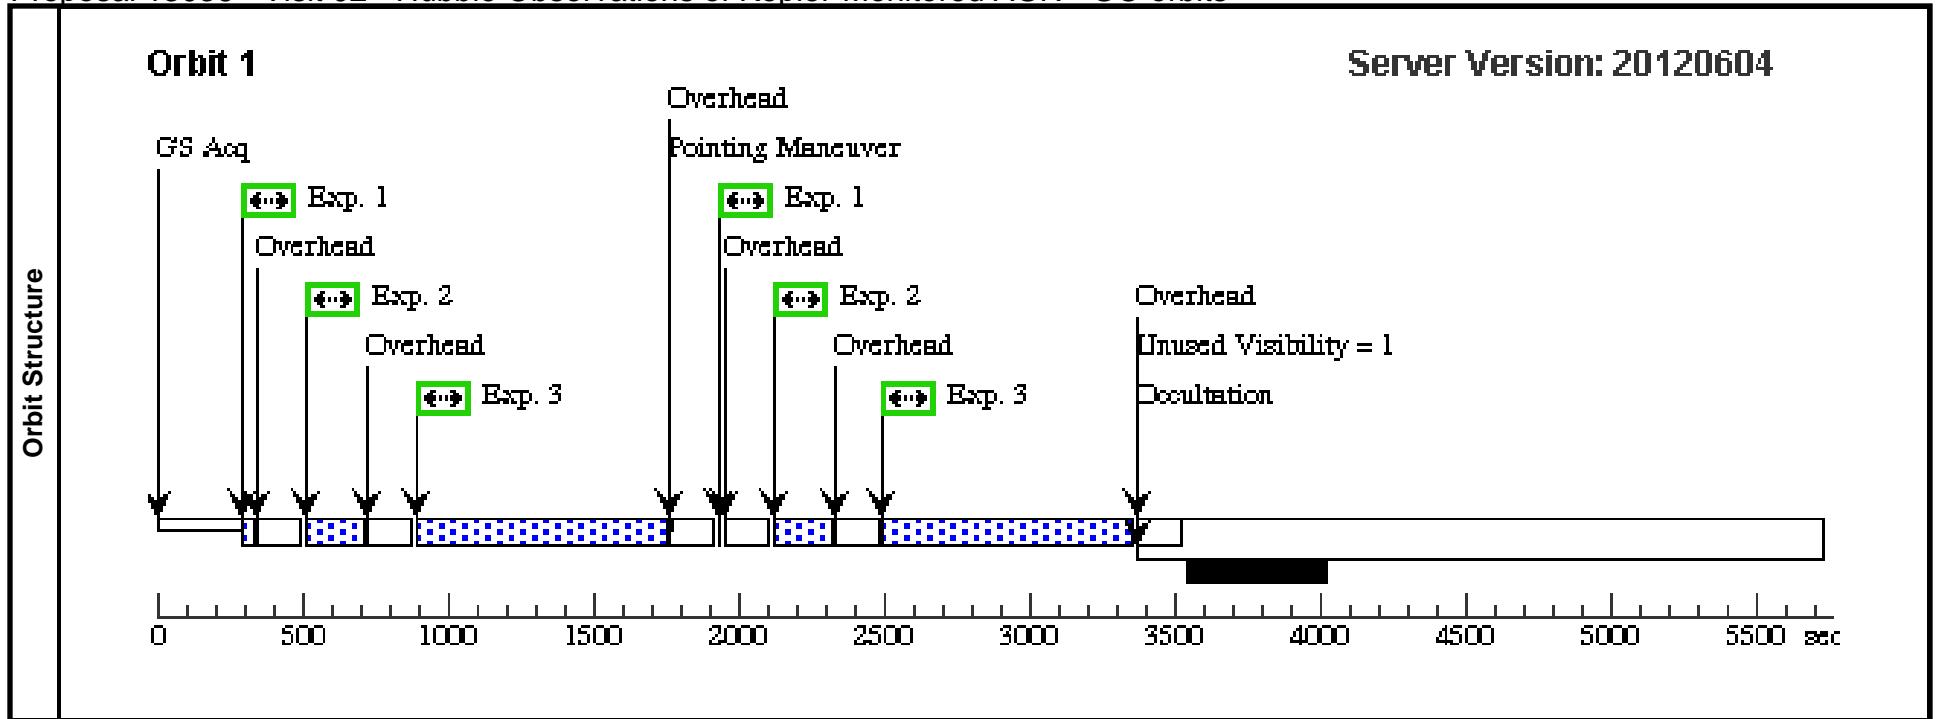 Orbit 1
Server Version: 20120604
Overhead
GS Acq
Pointing Maneuver
Exp. 1
Exp. 1
Overhead
Overhead
Exp. 2
Exp. 2
Overhead
Overhead
Overhead
Unused Visibility = 1
Exp. 3
Exp. 3
Occultation
Orbit Structure
0 500 1000 1500 2000 2500 3000 3500 4000 4500 5000 5500 sec